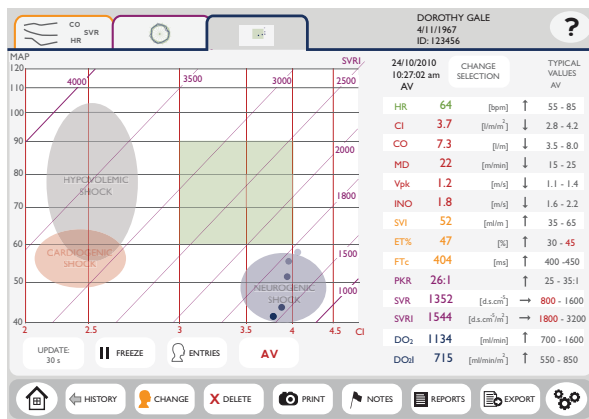 CO
SVR
HR
DOROTHY GALE
4/11/1967
ID: 123456
?
MAP
SVRI
120
110
100
90
80
70
60
50
40
4000
3500
3000
2500
2000
1800
1500
1000
HYPOVOLEMIC
SHOCK
CARDIOGENIC
SHOCK
NEUROGENIC
SHOCK
2
2.5
3
3.5
4
4.5
CI
24/10/2010
10:27:02 am
AV
CHANGE
SELECTION
TYPICAL
VALUES
AV
HR 64 [bpm] ↑ 55 - 85
CI 3.7 [l/m/m²] ↓ 2.8 - 4.2
CO 7.3 [l/m] ↓ 3.5 - 8.0
MD 22 [m/min] ↓ 15 - 25
Vpk 1.2 [m/s] ↓ 1.1 - 1.4
INO 1.8 [m/s] ↓ 1.6 - 2.2
SVI 52 [ml/m ] ↑ 35 - 65
ET% 47 [%] ↑ 30 - 45
FTc 404 [ms] ↑ 400 -450
PKR 26:1 ↑ 25 - 35:1
SVR 1352 [d.s.cm⁻⁵] → 800 - 1600
SVRI 1544 [d.s.cm⁻⁵/m²] → 1800 - 3200
DO₂ 1134 [ml/min] ↑ 700 - 1600
DO₂I 715 [ml/min/m²] ↑ 550 - 850
UPDATE:
30 s
FREEZE
ENTRIES
AV
HISTORY
CHANGE
X DELETE
PRINT
NOTES
REPORTS
EXPORT